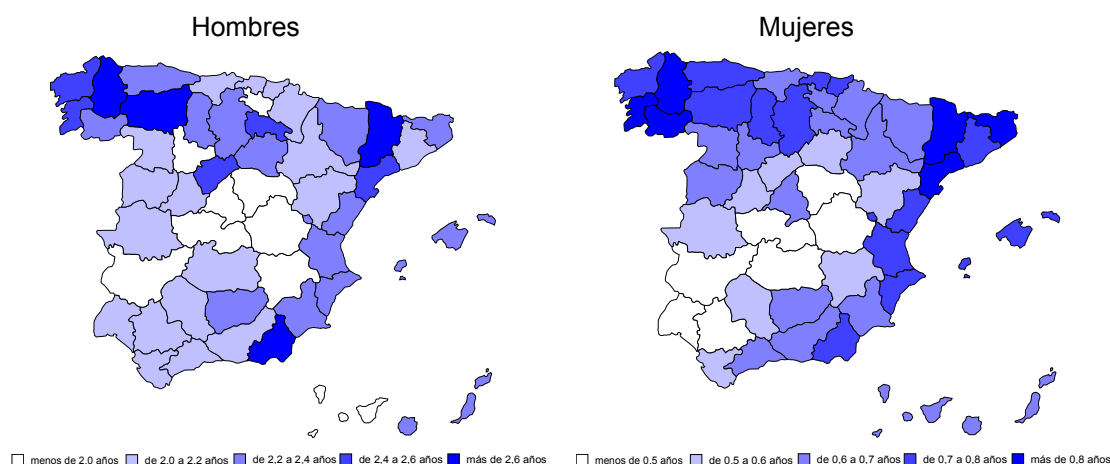 Hombres
Mujeres
menos de 2.0 años de 2.0 a 2.2 años de 2,2 a 2,4 años de 2,4 a 2,6 años más de 2,6 años
menos de 0.5 años de 0.5 a 0.6 años de 0,6 a 0,7 años de 0,7 a 0,8 años más de 0,8 años